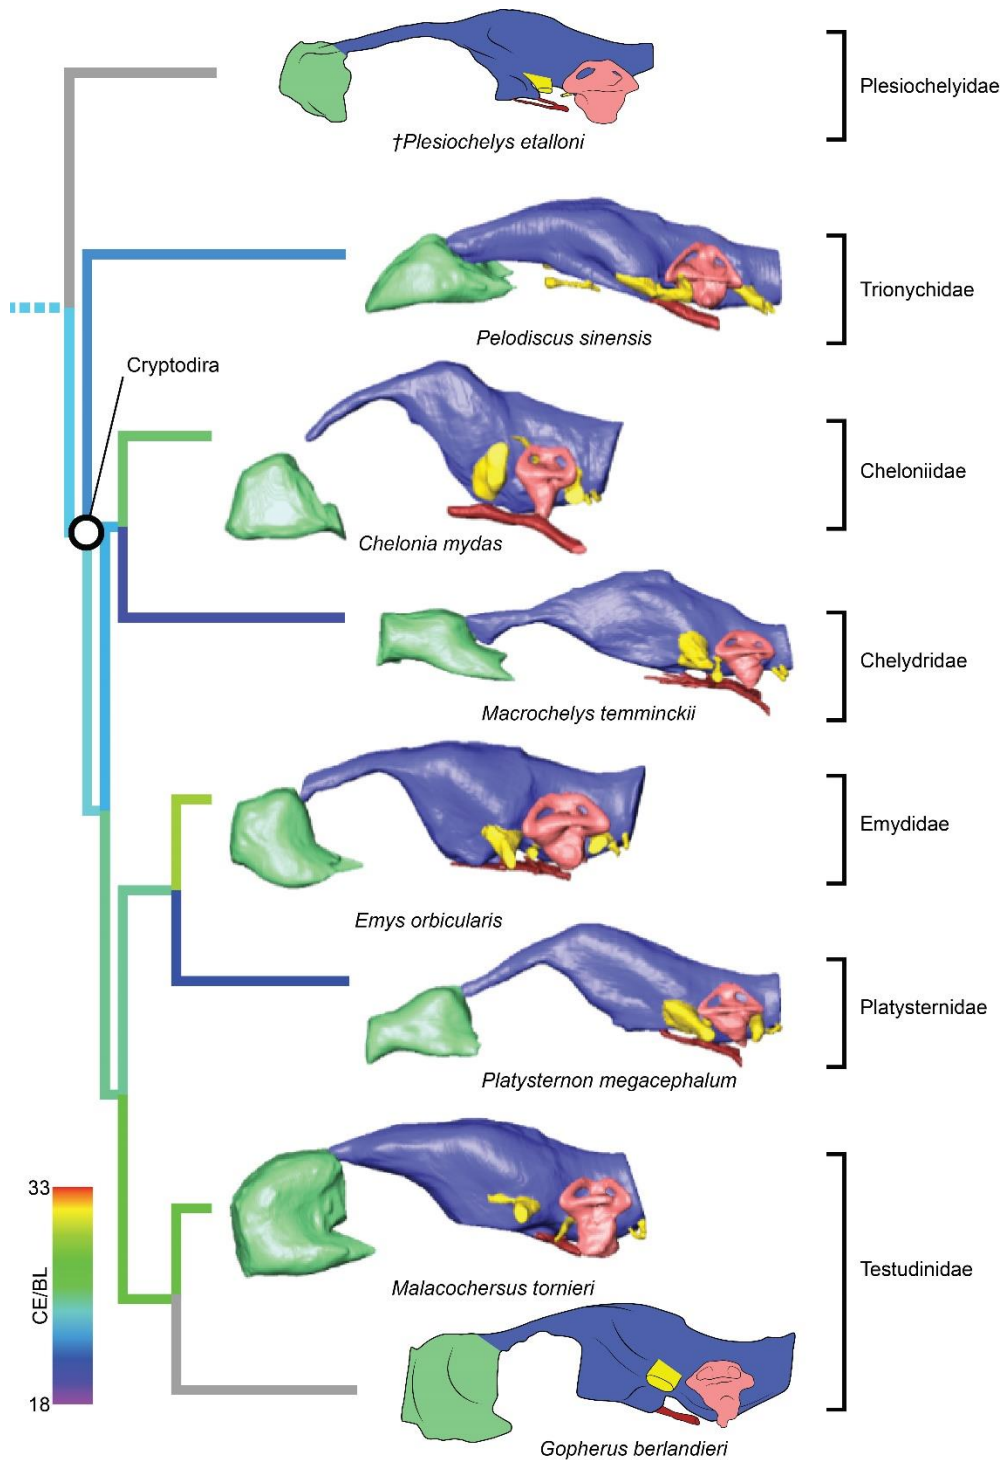 Plesiochelyidae
†Plesiochelys etalloni
Trionychidae
Pelodiscus sinensis
Cryptodira
Cheloniidae
Chelonia mydas
Chelydridae
Macrochelys temminckii
Emydidae
Emys orbicularis
Platysternidae
Platysternon megacephalum
33
CE/BL
18
Testudinidae
Malacochersus tornieri
Gopherus berlandieri